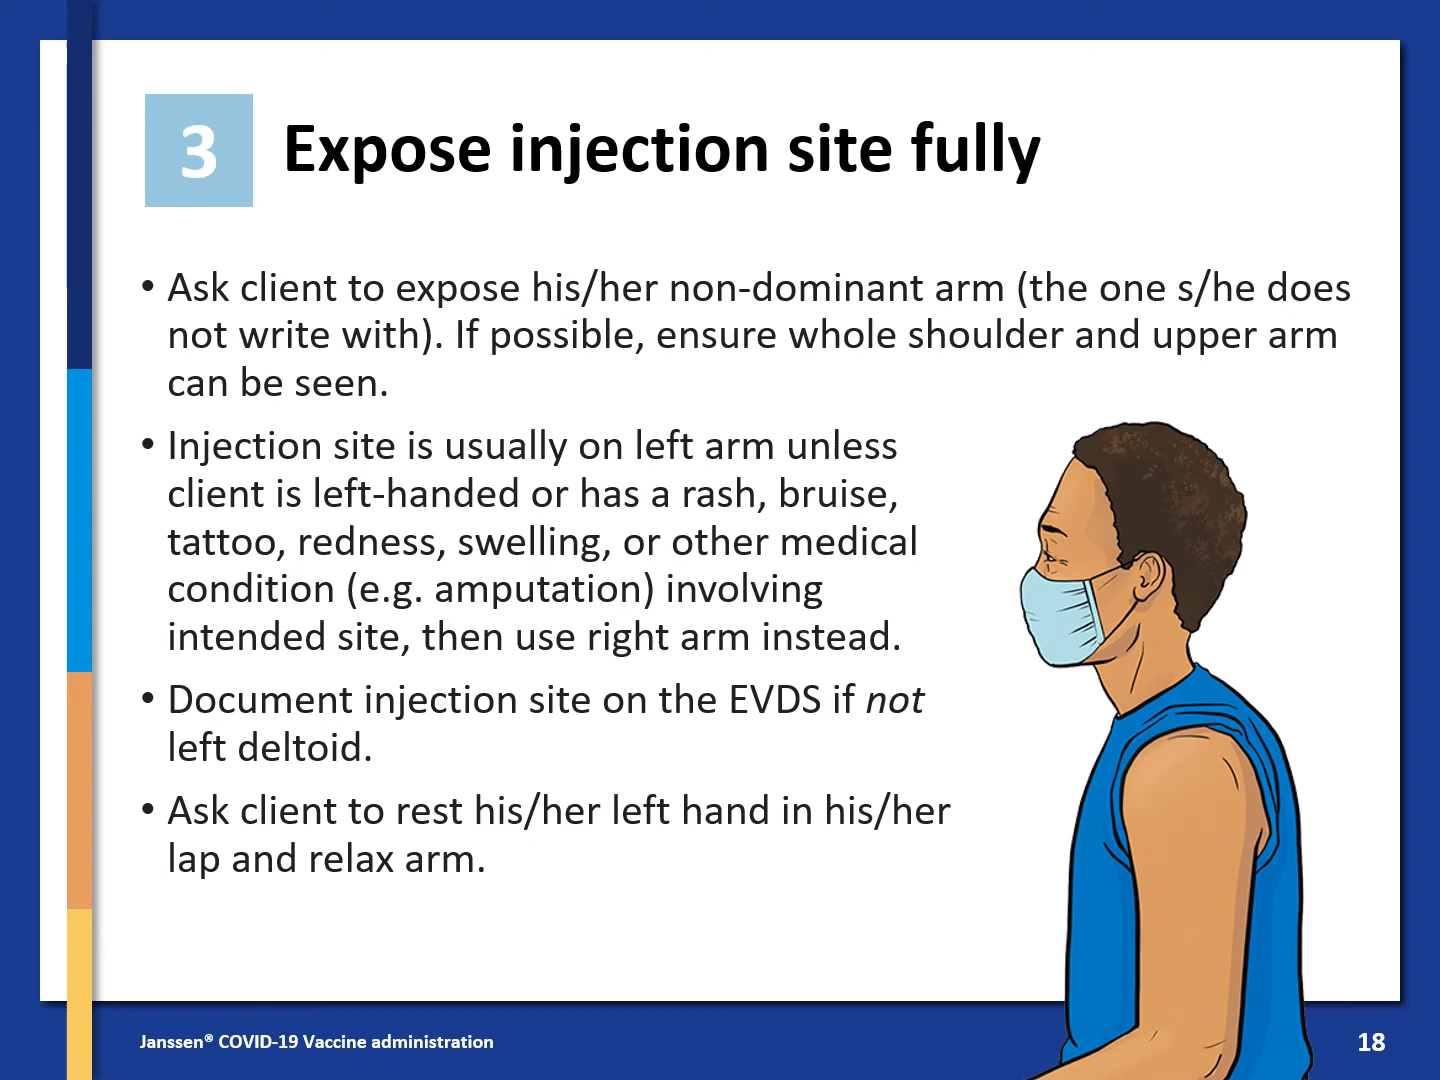 3
Expose injection site fully
• Ask client to expose his/her non-dominant arm (the one s/he does
not write with). If possible, ensure whole shoulder and upper arm
can be seen.
• Injection site is usually on left arm unless
client is left-handed or has a rash, bruise,
tattoo, redness, swelling, or other medical
condition (e.g. amputation) involving
intended site, then use right arm instead.
• Document injection site on the EVDS if not
left deltoid.
• Ask client to rest his/her left hand in his/her
lap and relax arm.
Janssen® COVID-19 Vaccine administration
18